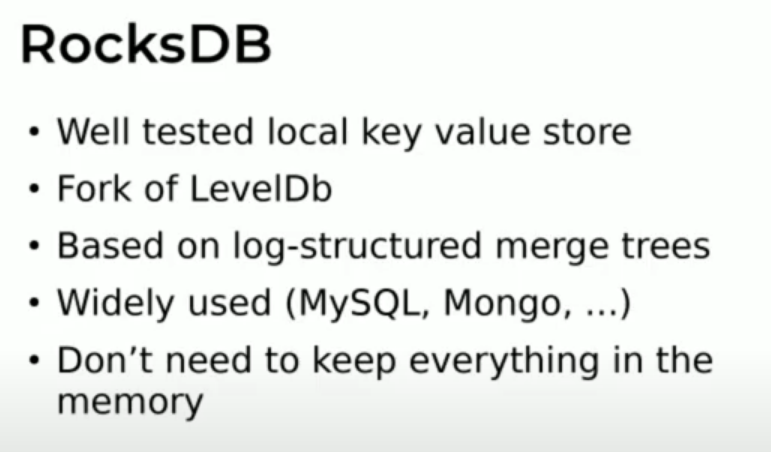 RocksDB
• Well tested local key value store
• Fork of LevelDb
• Based on log-structured merge trees
• Widely used (MySQL, Mongo, ...)
• Don't need to keep everything in the
memory